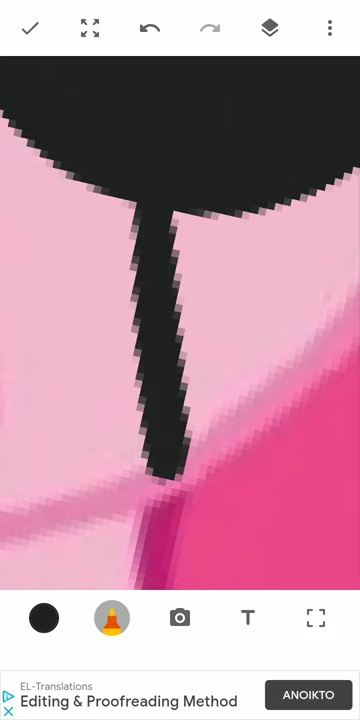 T
EL-Translations
Editing & Proofreading Method
ΑΝΟΙΚΤΟ